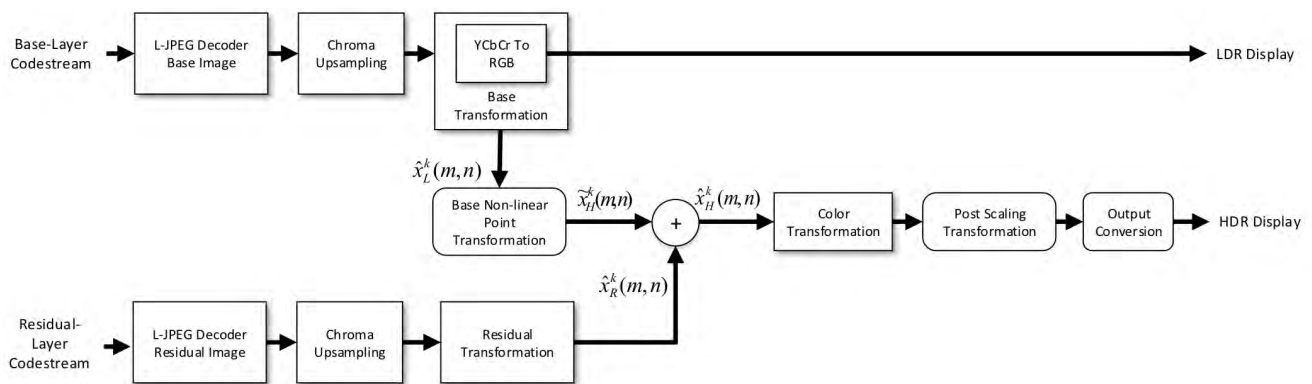 Base-Layer
Codestream
L-JPEG Decoder
Base Image
Chroma
Upsampling
YCbCr To
RGB
Base
Transformation
LDR Display
x̂_L^k(m,n)
Base Non-linear
Point
Transformation
x̃_H^k(m,n)
+
x̂_H^k(m,n)
Color
Transformation
Post Scaling
Transformation
Output
Conversion
HDR Display
x̂_R^k(m,n)
Residual-
Layer
Codestream
L-JPEG Decoder
Residual Image
Chroma
Upsampling
Residual
Transformation